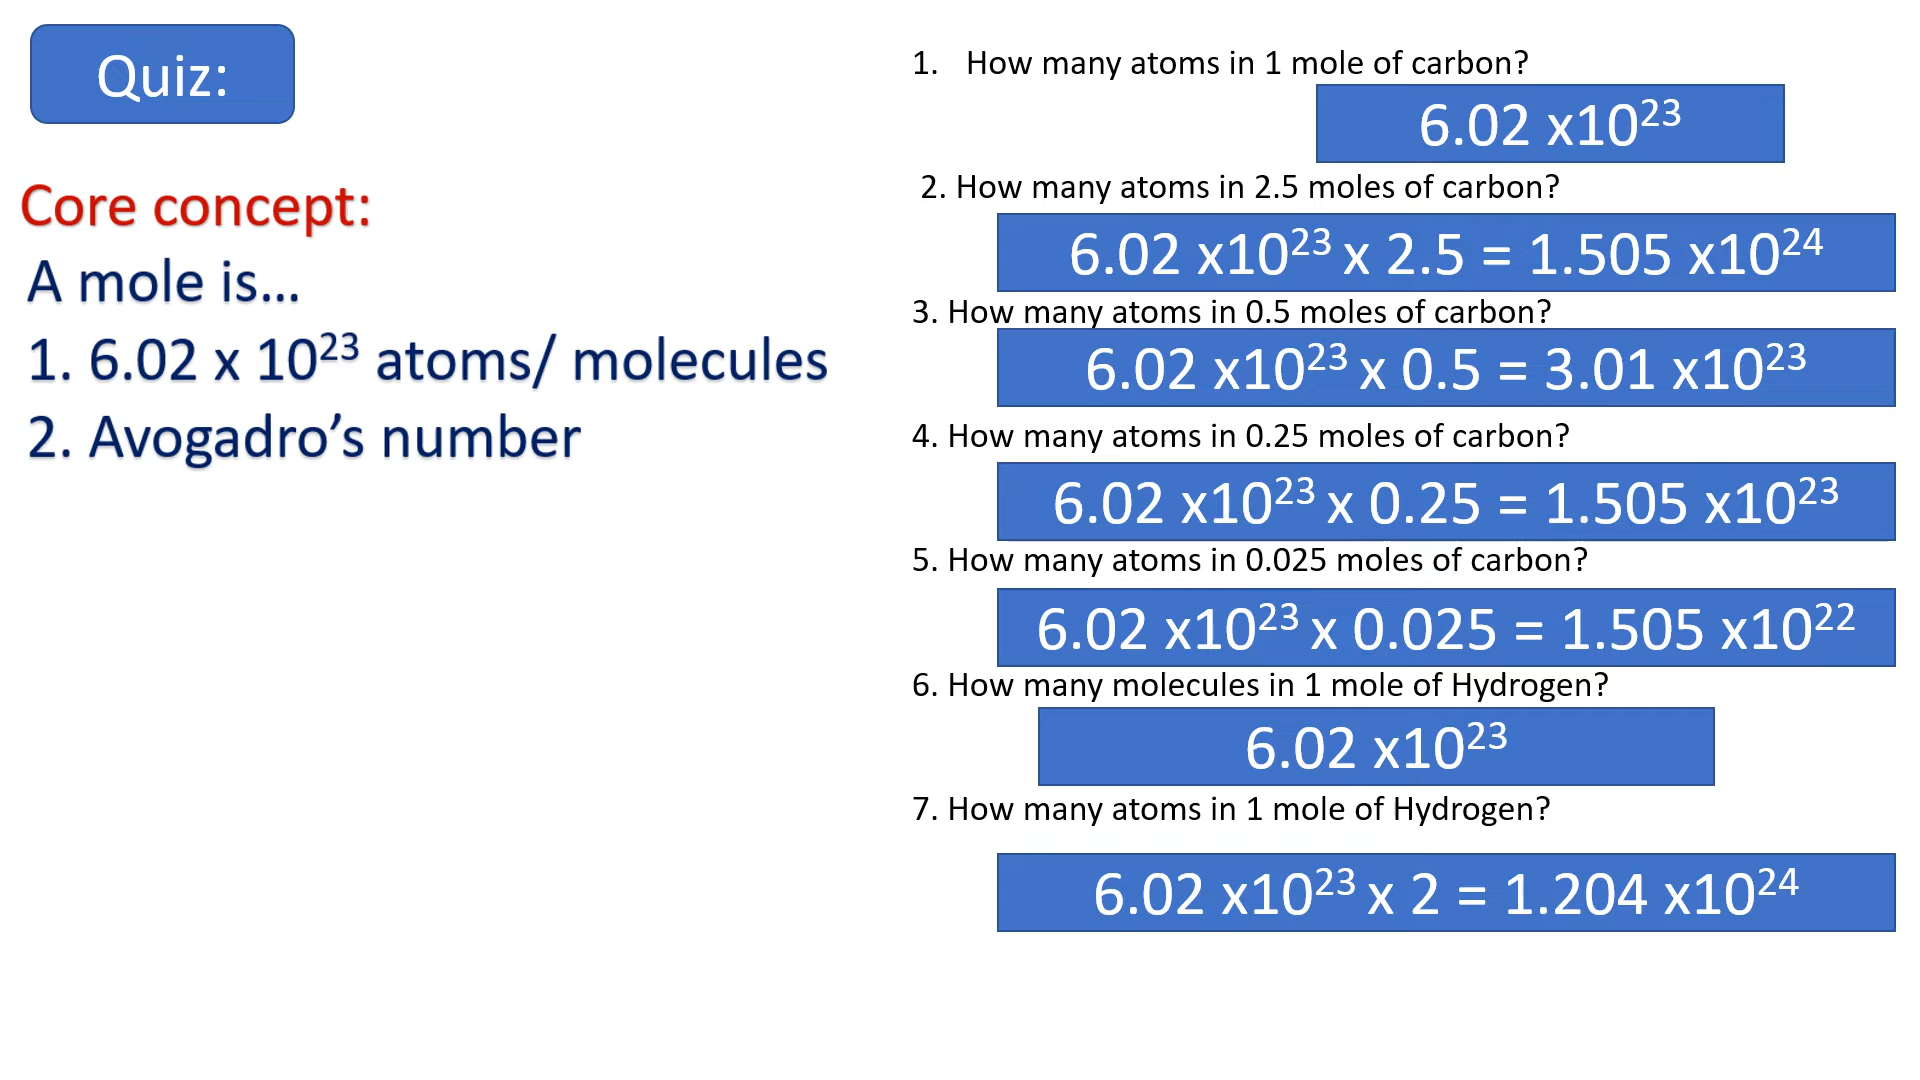 Quiz:
Core concept:
A mole is...
1. 6.02 x 10²³ atoms/ molecules
2. Avogadro’s number
1. How many atoms in 1 mole of carbon?
6.02 x10²³
2. How many atoms in 2.5 moles of carbon?
6.02 x10²³ x 2.5 = 1.505 x10²⁴
3. How many atoms in 0.5 moles of carbon?
6.02 x10²³ x 0.5 = 3.01 x10²³
4. How many atoms in 0.25 moles of carbon?
6.02 x10²³ x 0.25 = 1.505 x10²³
5. How many atoms in 0.025 moles of carbon?
6.02 x10²³ x 0.025 = 1.505 x10²²
6. How many molecules in 1 mole of Hydrogen?
6.02 x10²³
7. How many atoms in 1 mole of Hydrogen?
6.02 x10²³ x 2 = 1.204 x10²⁴